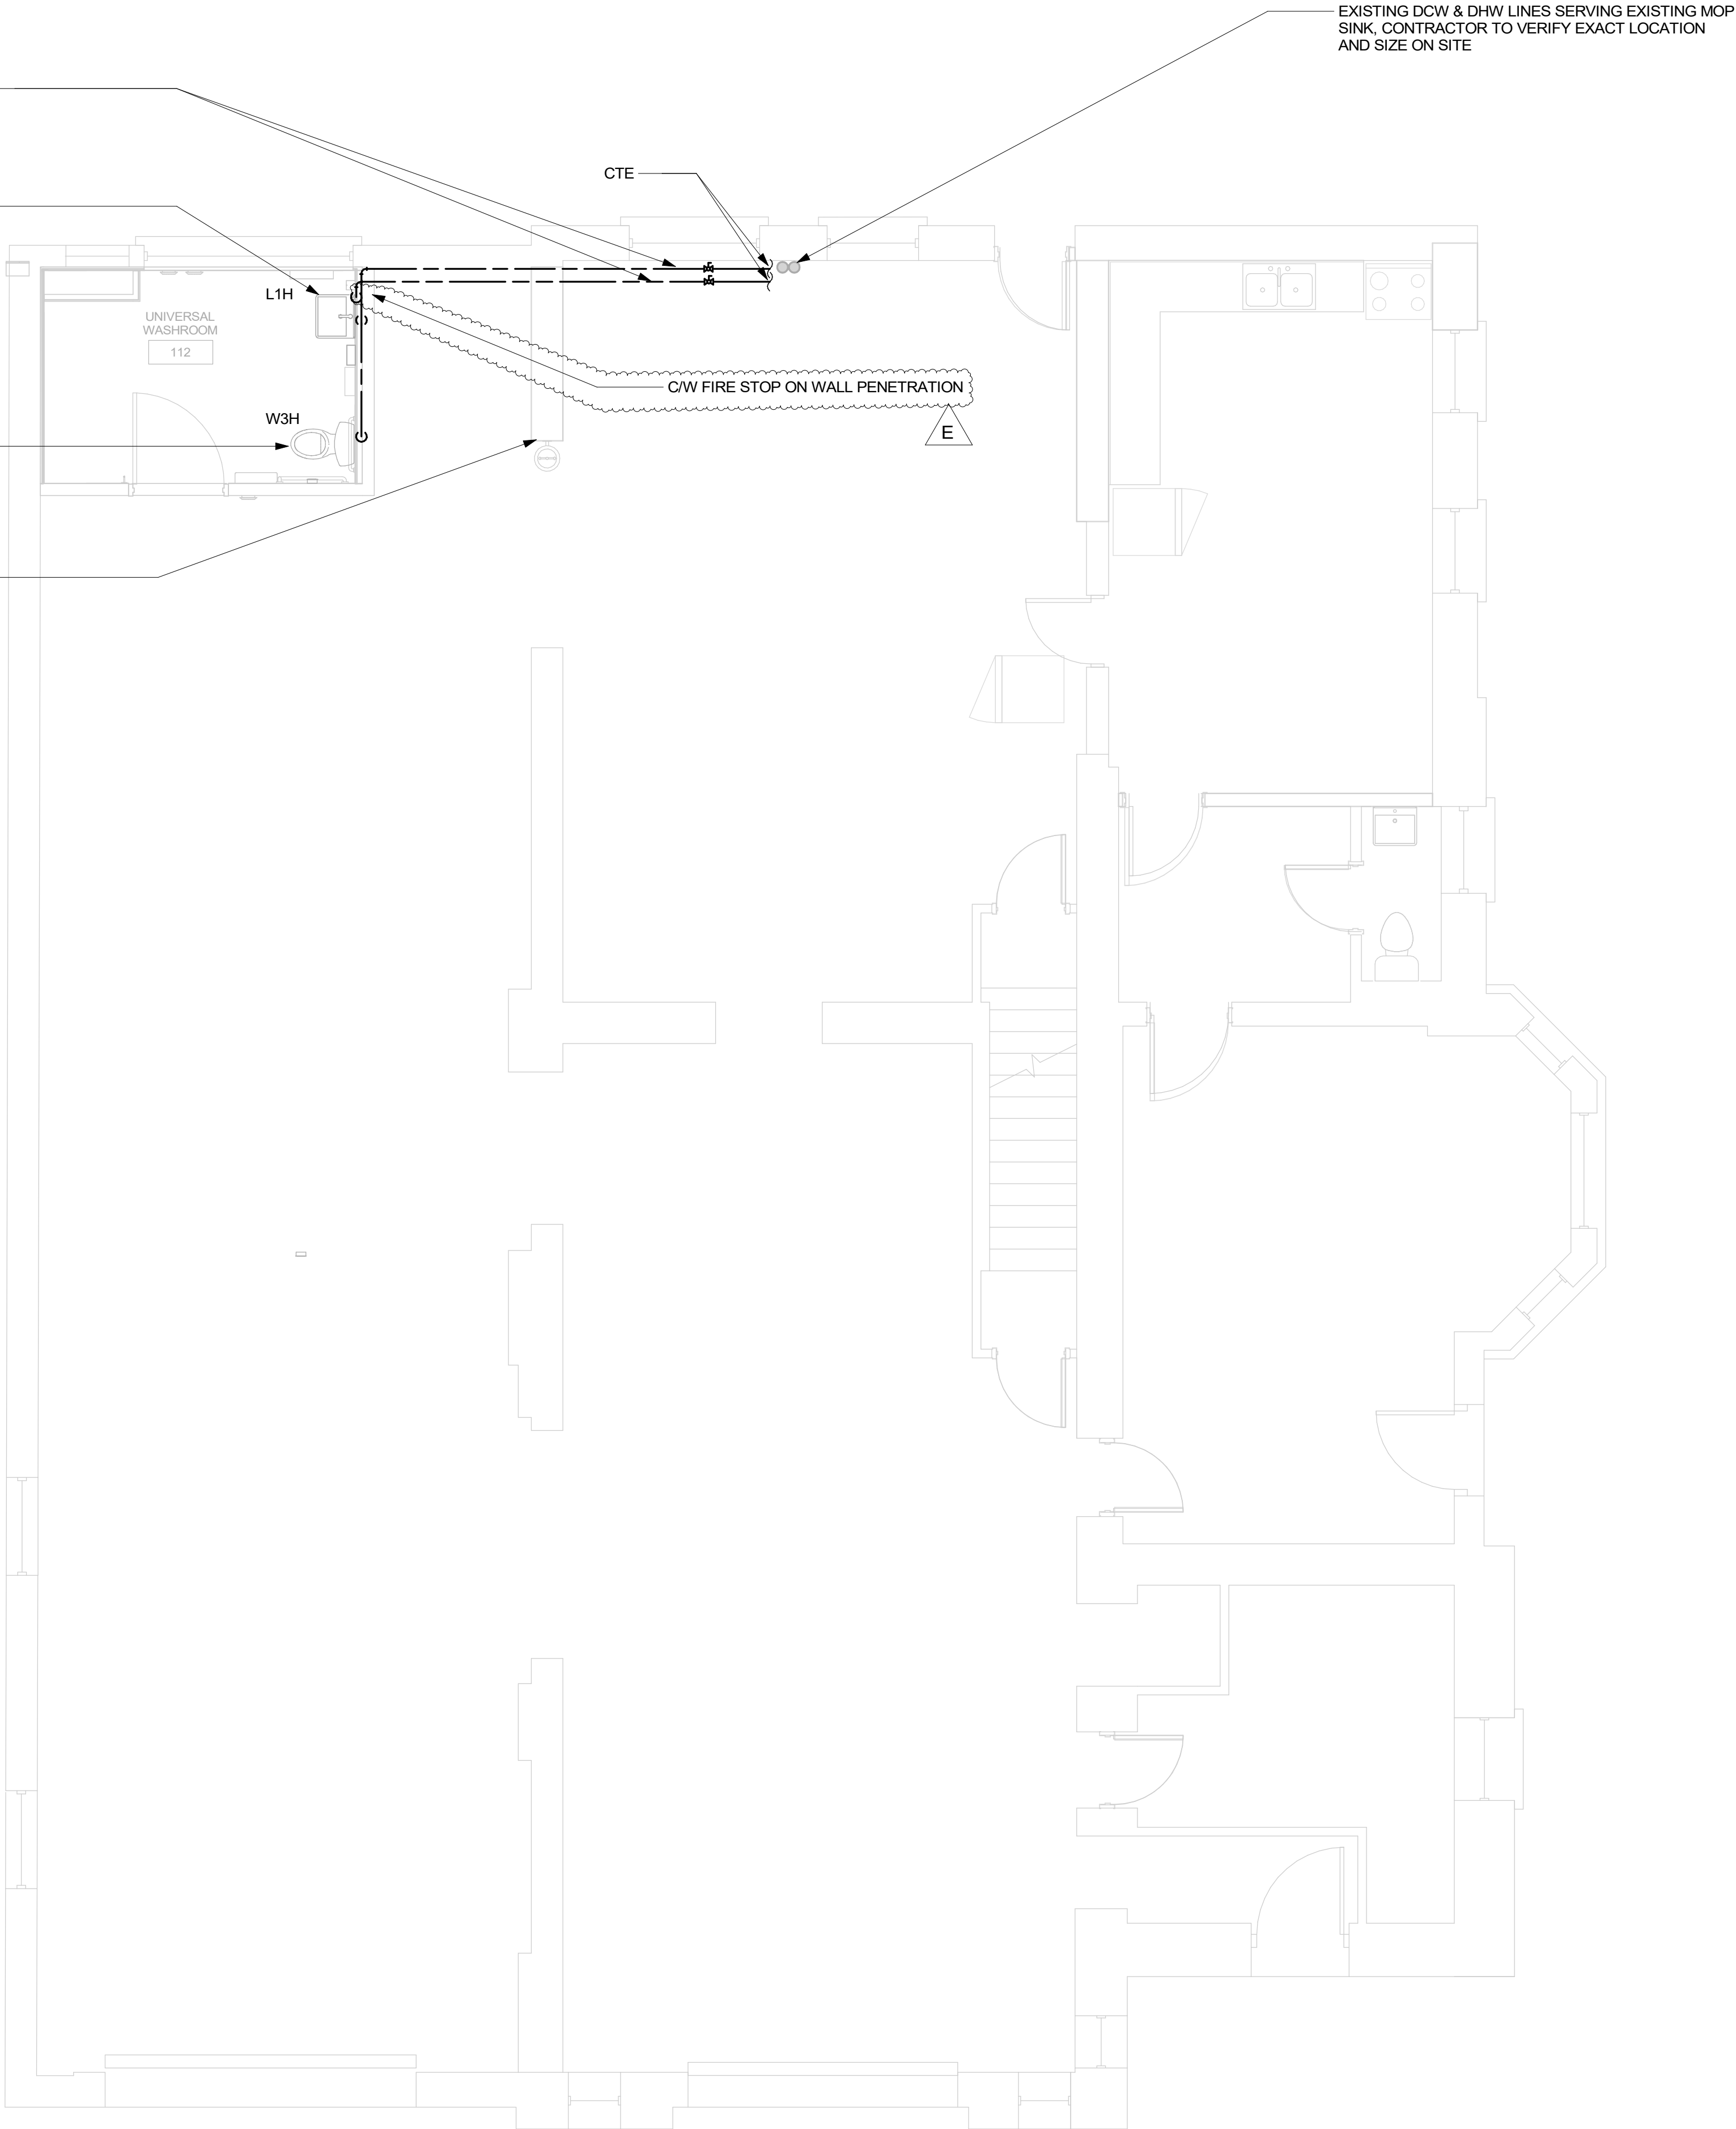 EXISTING DCW & DHW LINES SERVING EXISTING MOP
SINK, CONTRACTOR TO VERIFY EXACT LOCATION
AND SIZE ON SITE
CTE
L1H
UNIVERSAL
WASHROOM
112
C/W FIRE STOP ON WALL PENETRATION
W3H
E